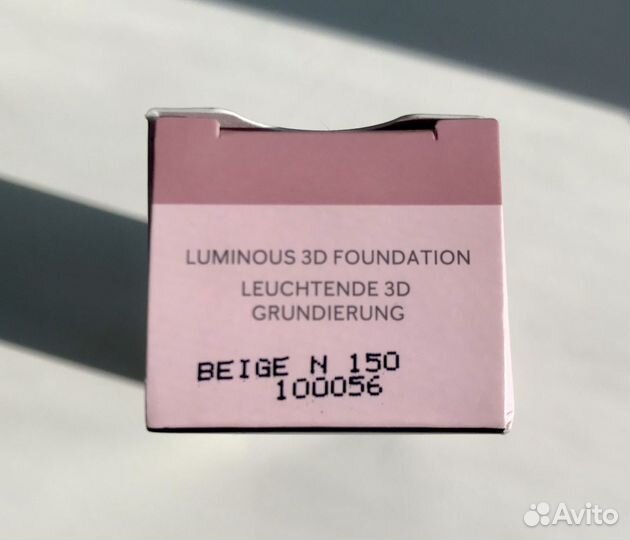 LUMINOUS 3D FOUNDATION
LEUCHTENDE 3D
GRUNDIERUNG
BEIGE N 150
100056
Avito